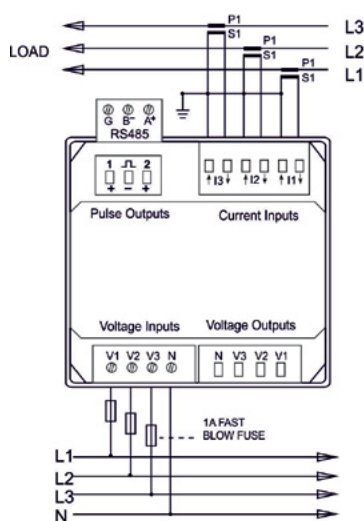 P1
L3
S1
P1
L2
LOAD
S1
P1
L1
S1
G B- A+
RS485
1 2
+ - +
I3 I2 I1
Pulse Outputs
Current Inputs
Voltage Inputs
Voltage Outputs
V1 V2 V3 N
N V3 V2 V1
1A FAST
BLOW FUSE
L1
L2
L3
N